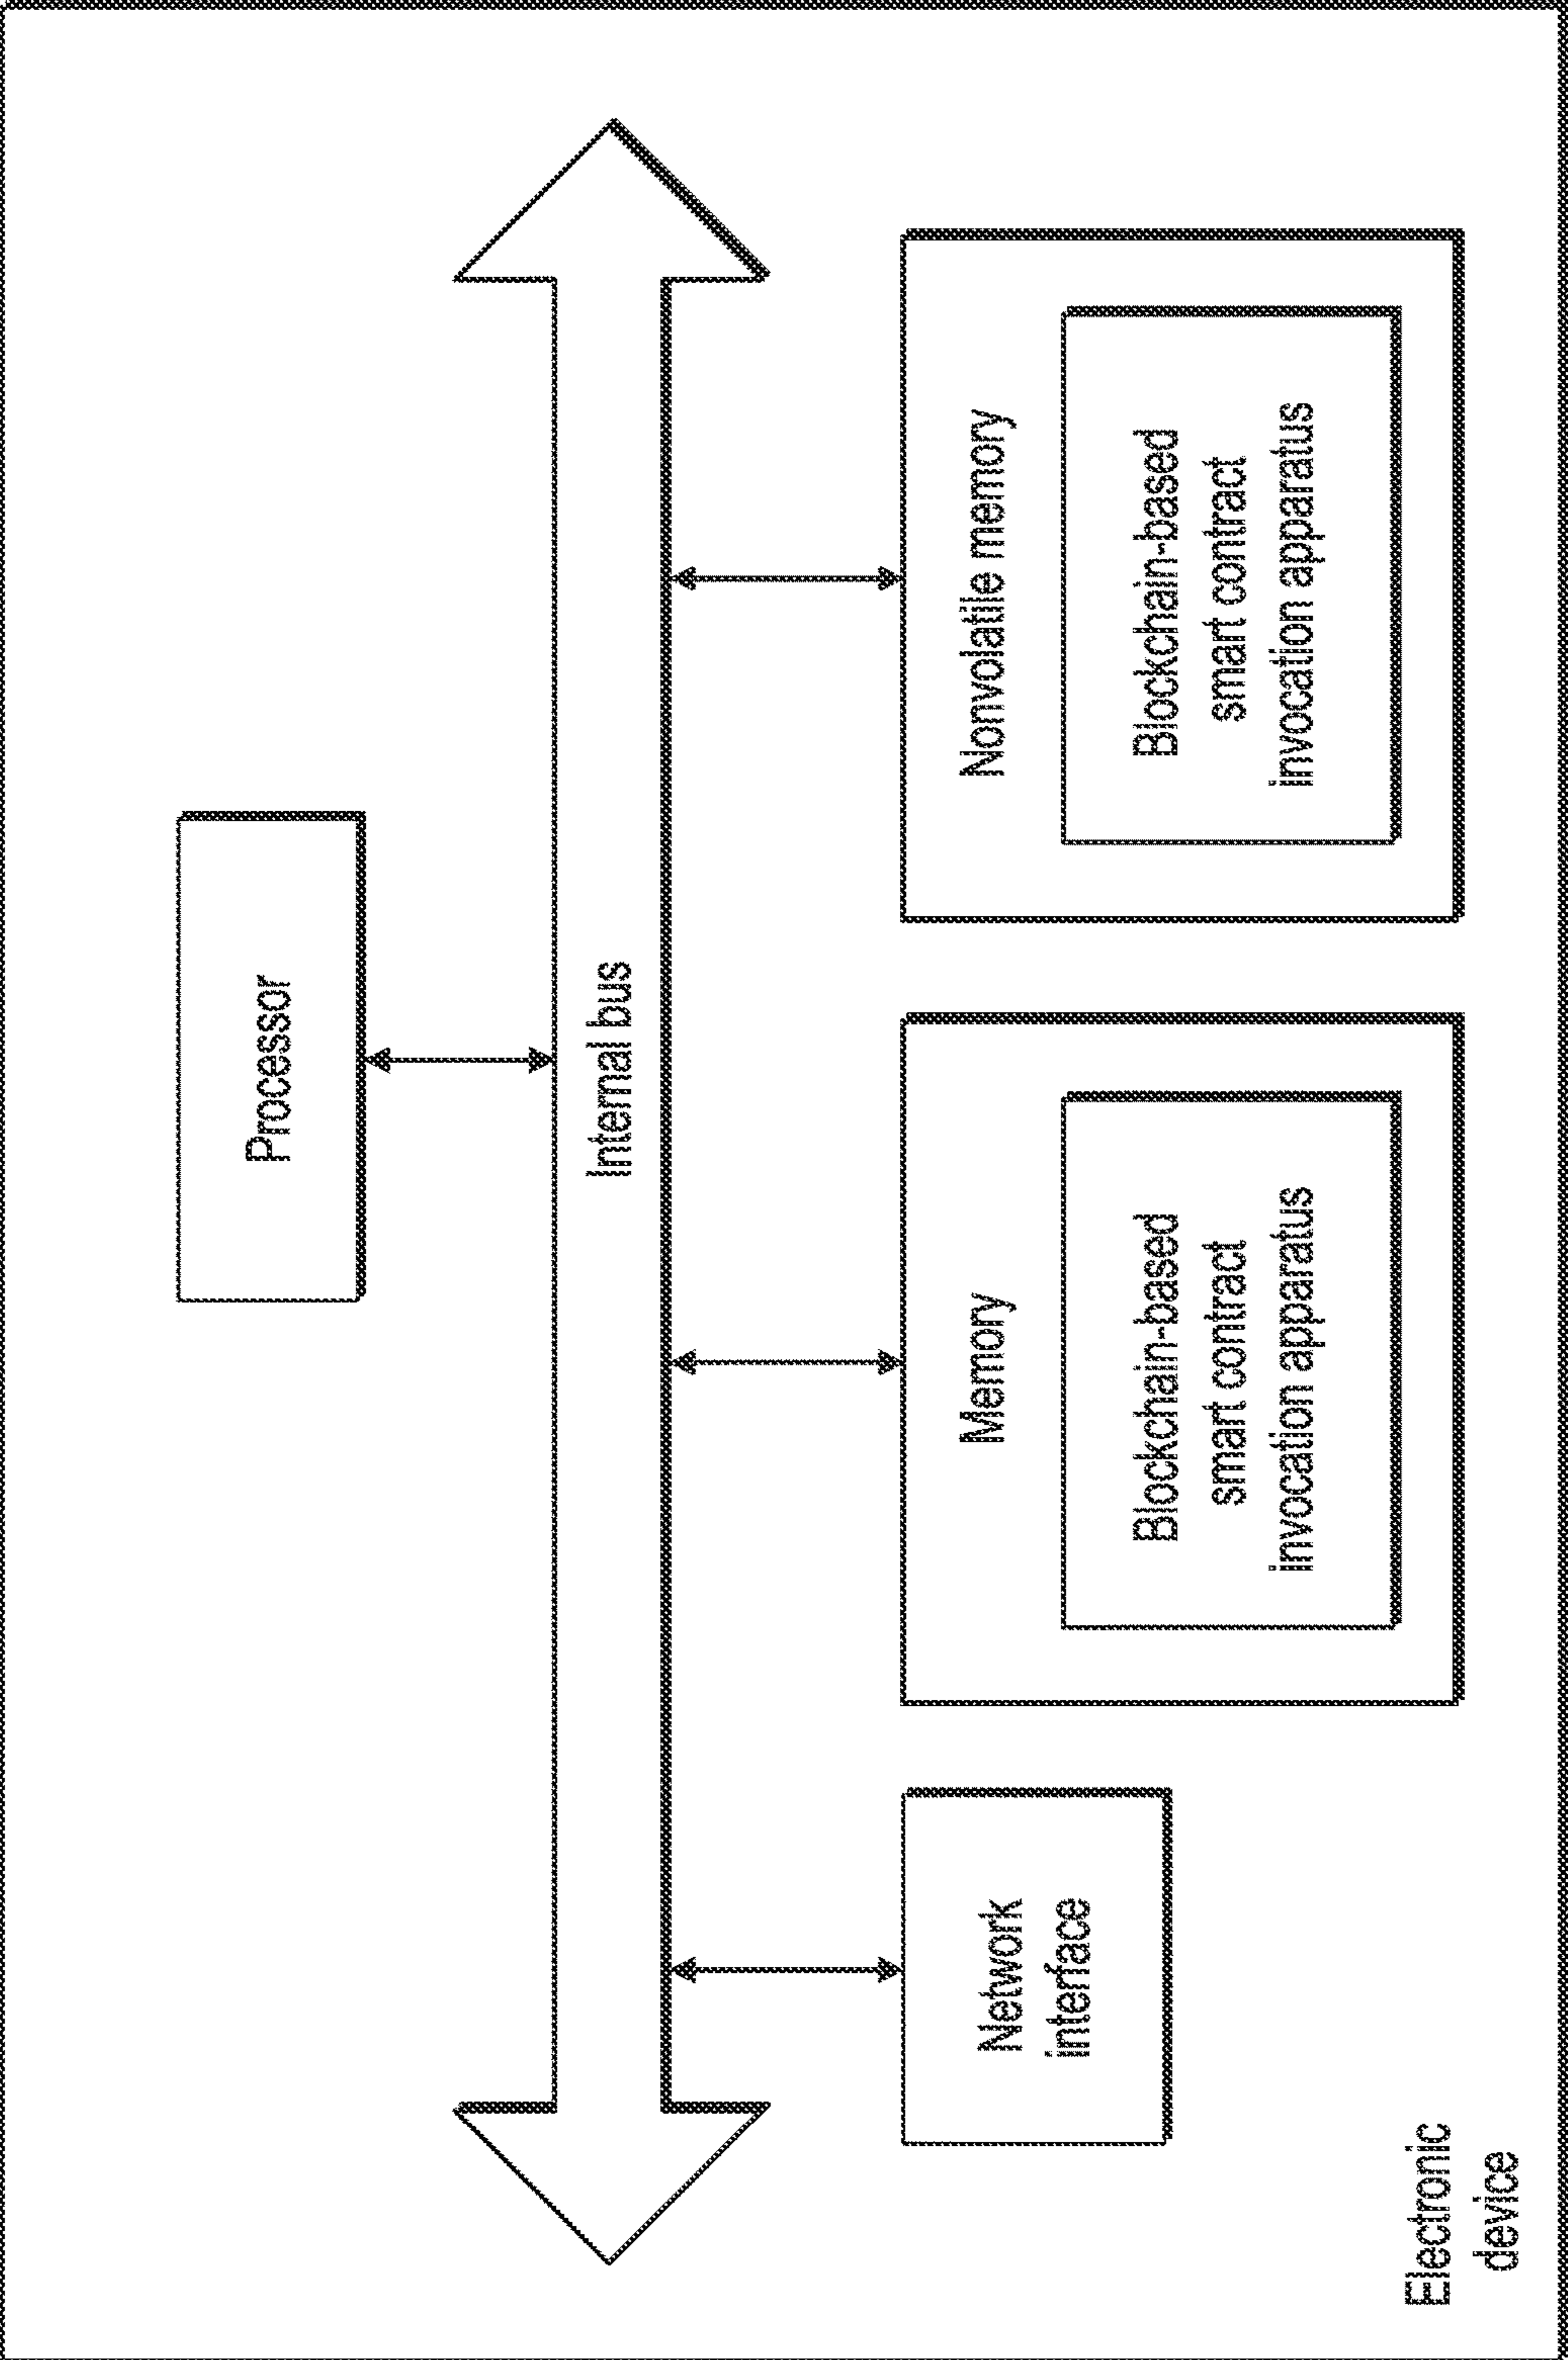 Processor
Internal bus
Network
interface
Memory
Blockchain-based
smart contract
invocation apparatus
Nonvolatile memory
Blockchain-based
smart contract
invocation apparatus
Electronic
device